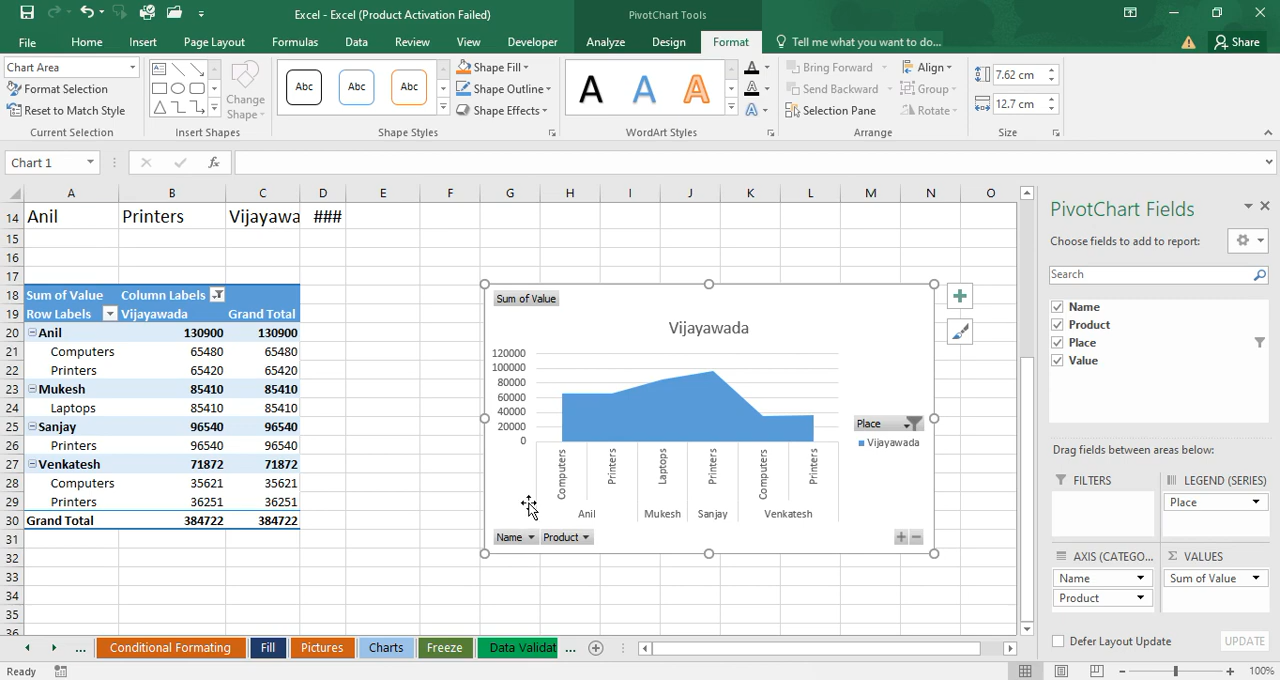 Excel - Excel (Product Activation Failed)
PivotChart Tools
File Home Insert Page Layout Formulas Data Review View Developer Analyze Design Format Tell me what you want to do... Share
Chart Area
Format Selection
Reset to Match Style
Current Selection
Change
Shape
Insert Shapes
Abc Abc Abc
Shape Fill
Shape Outline
Shape Effects
Shape Styles
A A A
WordArt Styles
Bring Forward
Send Backward
Selection Pane
Align
Group
Rotate
Arrange
7.62 cm
12.7 cm
Size
Chart 1
fx
A B C D E F G H I J K L M N O
14 Anil Printers Vijayawa ###
15
16
17
18 Sum of Value Column Labels
19 Row Labels Vijayawada Grand Total
20 Anil 130900 130900
21 Computers 65480 65480
22 Printers 65420 65420
23 Mukesh 85410 85410
24 Laptops 85410 85410
25 Sanjay 96540 96540
26 Printers 96540 96540
27 Venkatesh 71872 71872
28 Computers 35621 35621
29 Printers 36251 36251
30 Grand Total 384722 384722
31
32
33
34
35
36
Sum of Value
Vijayawada
120000
100000
80000
60000
40000
20000
0
Computers Printers Laptops Printers Computers Printers
Anil Mukesh Sanjay Venkatesh
Place
Vijayawada
Name Product
PivotChart Fields
Choose fields to add to report:
Search
Name
Product
Place
Value
Drag fields between areas below:
FILTERS
LEGEND (SERIES)
Place
AXIS (CATEGO...
Name
Product
Σ VALUES
Sum of Value
Defer Layout Update UPDATE
... Conditional Formating Fill Pictures Charts Freeze Data Validat ...
Ready
100%